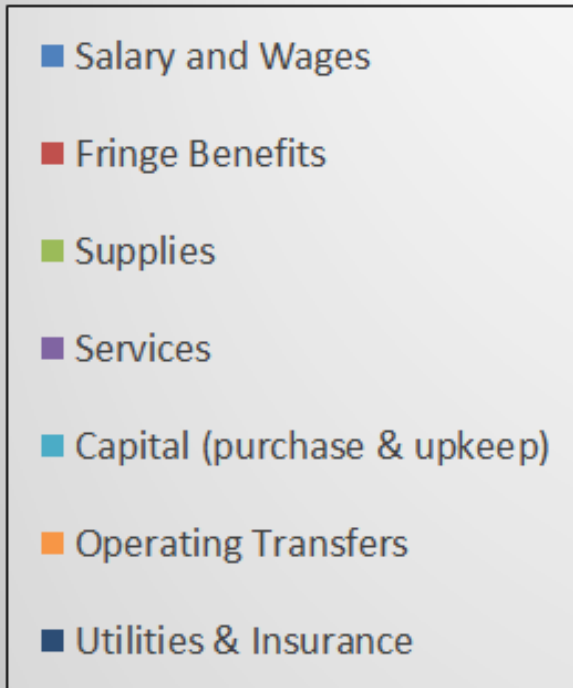 Salary and Wages
Fringe Benefits
Supplies
Services
Capital (purchase & upkeep)
Operating Transfers
Utilities & Insurance